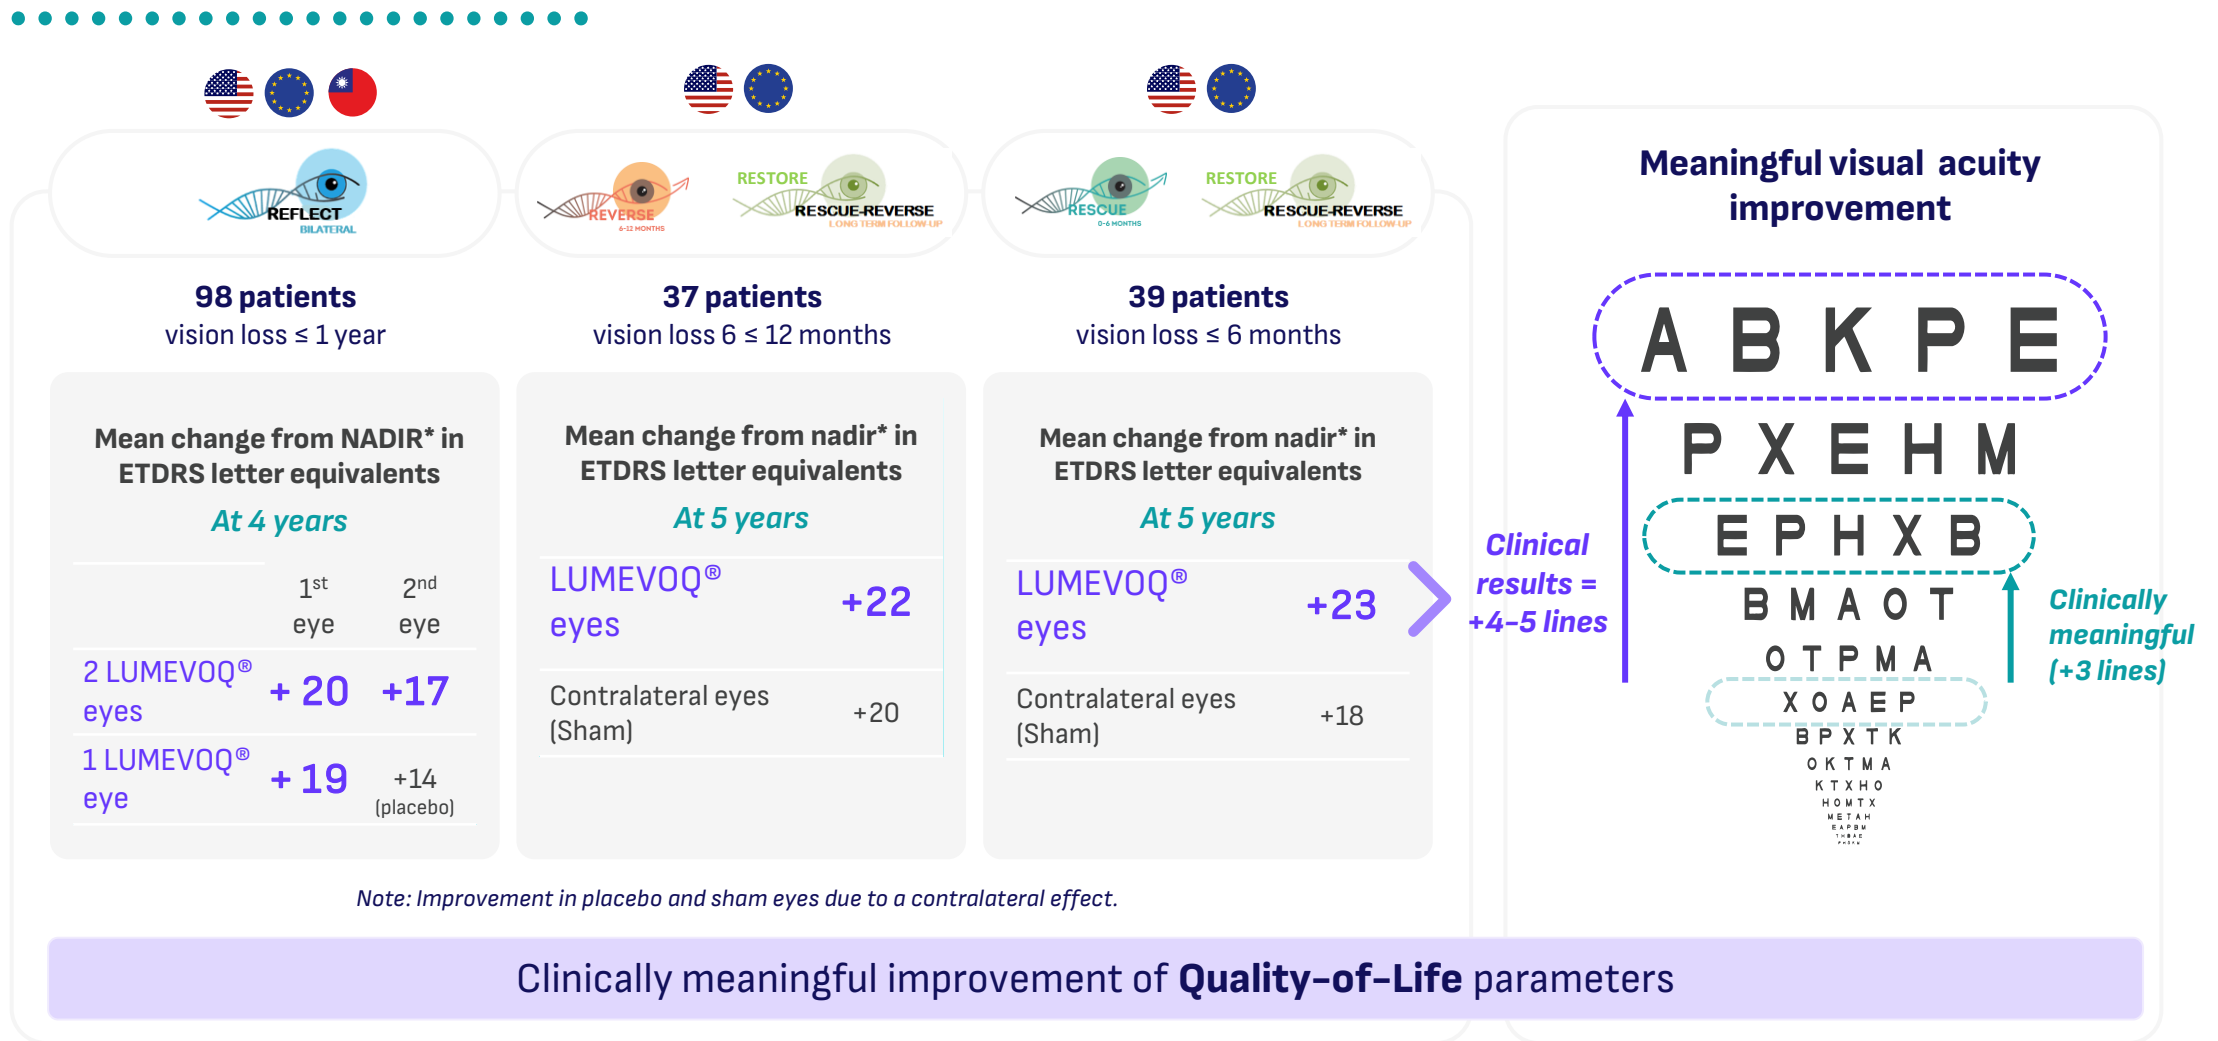 REFLECT
BILATERAL
98 patients
vision loss ≤ 1 year
Mean change from NADIR* in
ETDRS letter equivalents
At 4 years
1st
eye
2nd
eye
2 LUMEVOQ®
eyes
+ 20
+17
1 LUMEVOQ®
eye
+ 19
+14
(placebo)
REVERSE
6-12 MONTHS
RESTORE
RESCUE-REVERSE
LONG TERM FOLLOW-UP
37 patients
vision loss 6 ≤ 12 months
Mean change from nadir* in
ETDRS letter equivalents
At 5 years
LUMEVOQ®
eyes
+22
Contralateral eyes
(Sham)
+20
RESCUE
0-6 MONTHS
RESTORE
RESCUE-REVERSE
LONG TERM FOLLOW-UP
39 patients
vision loss ≤ 6 months
Mean change from nadir* in
ETDRS letter equivalents
At 5 years
LUMEVOQ®
eyes
+23
Contralateral eyes
(Sham)
+18
Note: Improvement in placebo and sham eyes due to a contralateral effect.
Meaningful visual acuity
improvement
Clinical
results =
+4-5 lines
A B K P E
P X E H M
E P H X B
B M A O T
O T P M A
X O A E P
B P X T K
O K T M A
K T X H O
H O M T X
M E T A H
E A P B M
Clinically
meaningful
(+3 lines)
Clinically meaningful improvement of Quality-of-Life parameters